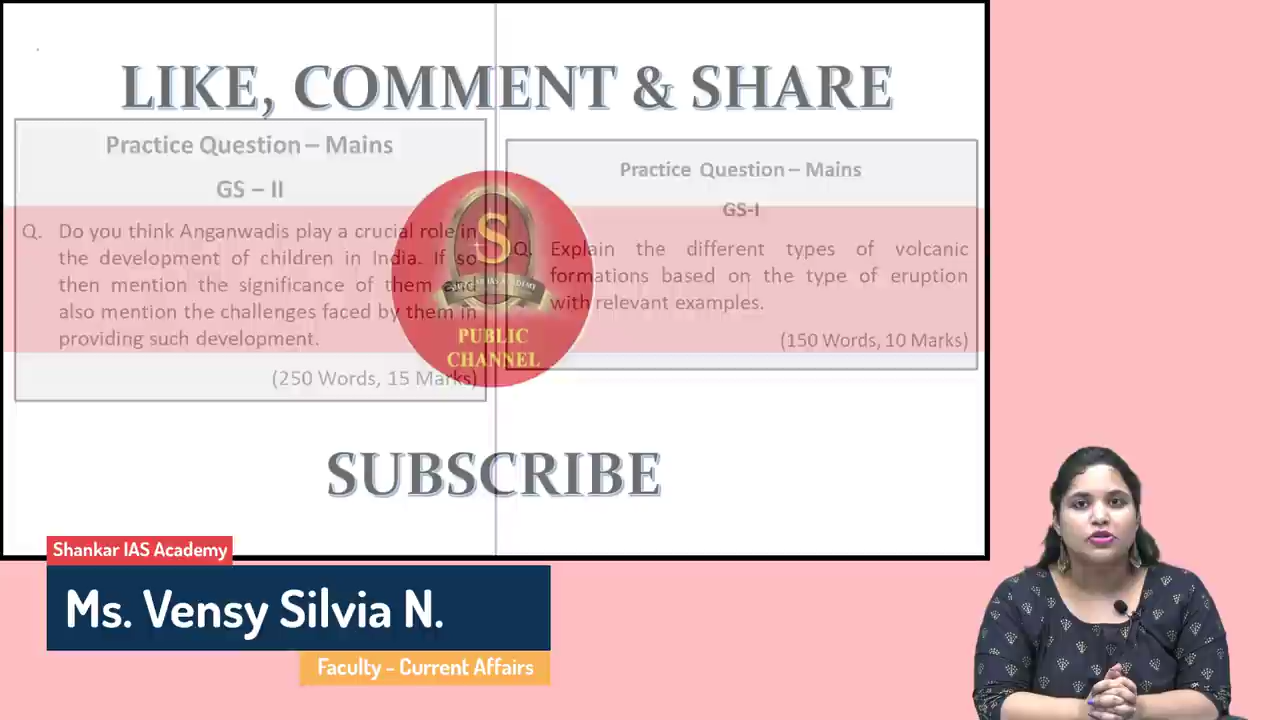 LIKE, COMMENT & SHARE
Practice Question – Mains
GS – II
Q. Do you think Anganwadis play a crucial role in
the development of children in India. If so
then mention the significance of them and
also mention the challenges faced by them in
providing such development.
(250 Words, 15 Marks)
Practice Question – Mains
GS-I
Q. Explain the different types of volcanic
formations based on the type of eruption
with relevant examples.
(150 Words, 10 Marks)
S
PUBLIC
CHANNEL
SUBSCRIBE
Shankar IAS Academy
Ms. Vensy Silvia N.
Faculty - Current Affairs